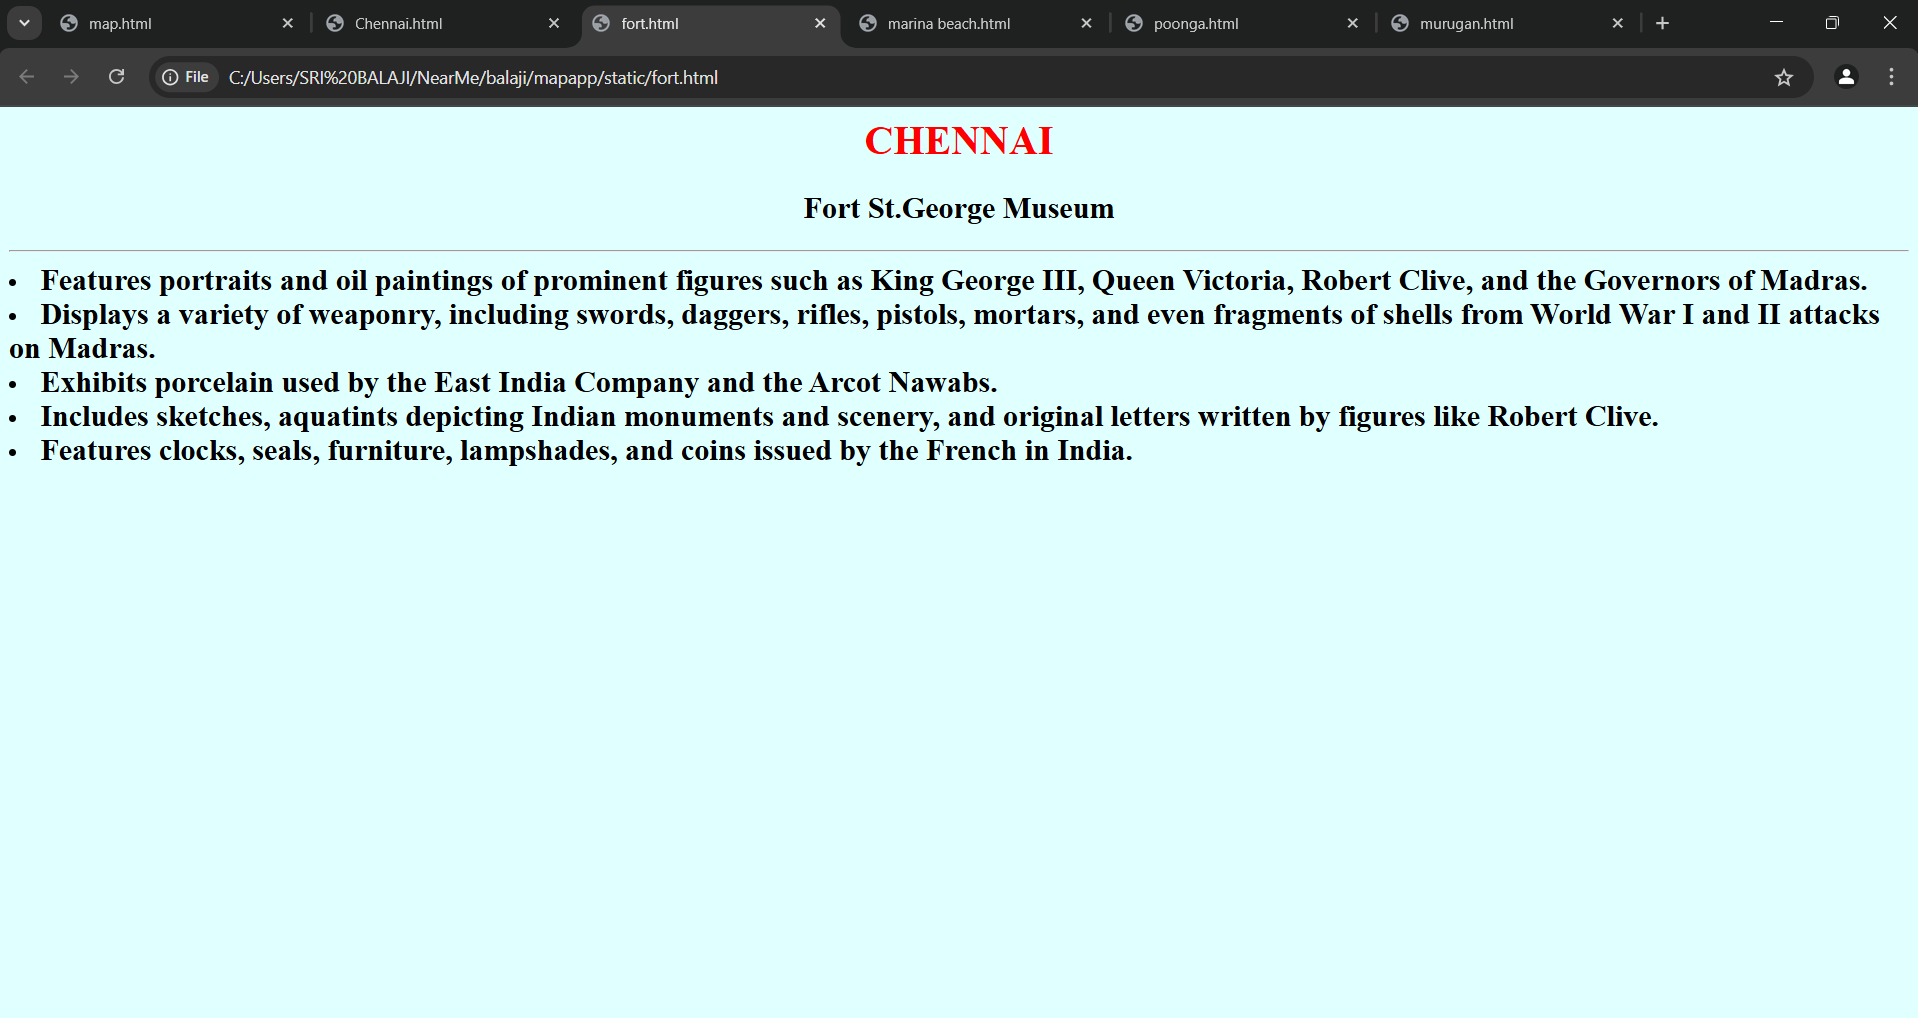 map.html
Chennai.html
fort.html
marina beach.html
poonga.html
murugan.html
File
C:/Users/SRI%20BALAJI/NearMe/balaji/mapapp/static/fort.html
CHENNAI
Fort St.George Museum
• Features portraits and oil paintings of prominent figures such as King George III, Queen Victoria, Robert Clive, and the Governors of Madras.
• Displays a variety of weaponry, including swords, daggers, rifles, pistols, mortars, and even fragments of shells from World War I and II attacks
on Madras.
• Exhibits porcelain used by the East India Company and the Arcot Nawabs.
• Includes sketches, aquatints depicting Indian monuments and scenery, and original letters written by figures like Robert Clive.
• Features clocks, seals, furniture, lampshades, and coins issued by the French in India.